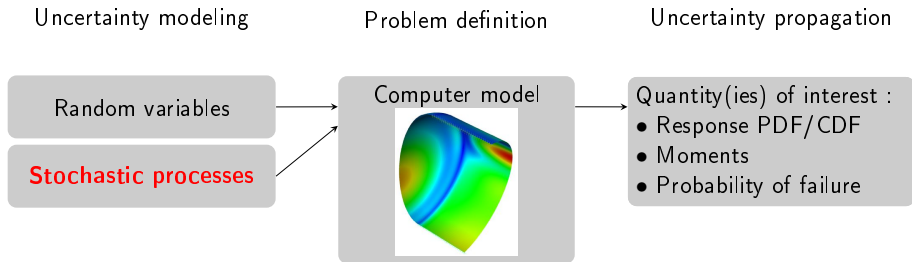 Uncertainty modeling
Problem definition
Uncertainty propagation
Random variables
Stochastic processes
Computer model
Quantity(ies) of interest :
• Response PDF/CDF
• Moments
• Probability of failure